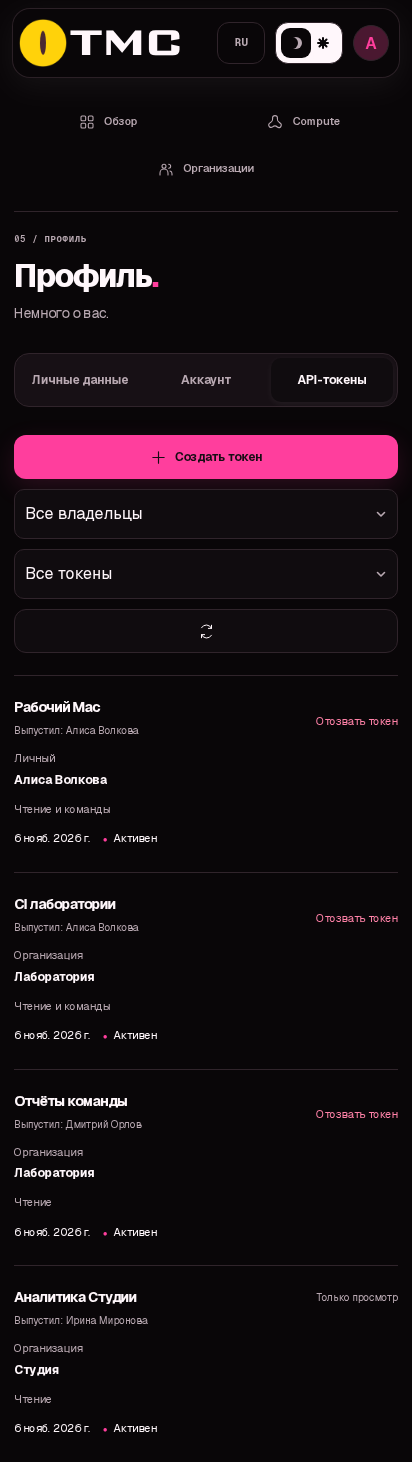 TMC
RU
A
Обзор
Compute
Организации
05 / ПРОФИЛЬ
Профиль.
Немного о вас.
Личные данные
Аккаунт
API-токены
Создать токен
Все владельцы
Все токены
Рабочий Mac
Отозвать токен
Выпустил: Алиса Волкова
Личный
Алиса Волкова
Чтение и команды
6 нояб. 2026 г.
Активен
CI лаборатории
Отозвать токен
Выпустил: Алиса Волкова
Организация
Лаборатория
Чтение и команды
6 нояб. 2026 г.
Активен
Отчёты команды
Отозвать токен
Выпустил: Дмитрий Орлов
Организация
Лаборатория
Чтение
6 нояб. 2026 г.
Активен
Аналитика Студии
Только просмотр
Выпустил: Ирина Миронова
Организация
Студия
Чтение
6 нояб. 2026 г.
Активен